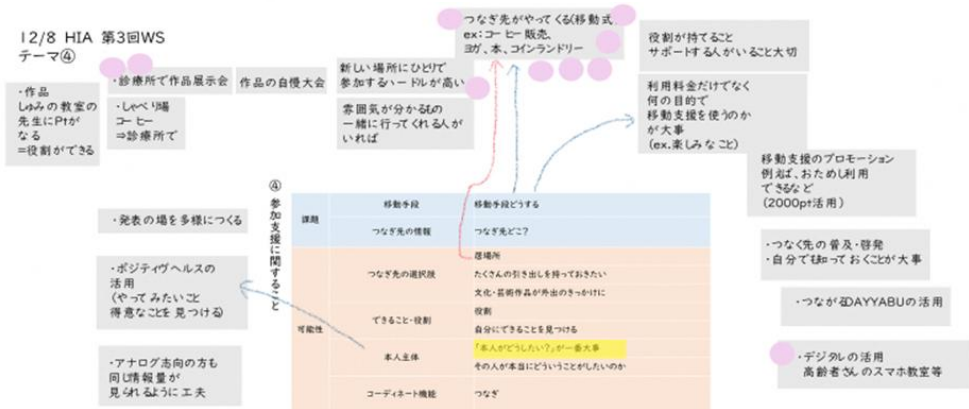 12/8 HIA 第3回WS
テーマ④
・作品
しゅみの教室の
先生にPtが
なる
=役割ができる
・診療所で作品展示会
・しゃべり場
コーヒー
⇒診療所で
作品の自慢大会
新しい場所にひとりで
参加するハードルが高い
雰囲気が分かるもの
一緒に行ってくれる人が
いれば
つなぎ先がやってくる(移動式)
ex:コーヒー販売、
ヨガ、本、コインランドリー
役割が持てること
サポートする人がいること大切
利用料金だけでなく
何の目的で
移動支援を使うのか
が大事
(ex.楽しみなこと)
移動支援のプロモーション
例えば、おためし利用
できるなど
(2000pt活用)
・つなぐ先の普及・啓発
・自分でも知っておくことが大事
・つながるDAYYABUの活用
・デジタルの活用
高齢者さんのスマホ教室等
・発表の場を多様につくる
・ポジティヴヘルスの
活用
(やってみたいこと
得意なことを見つける)
・アナログ志向の方も
同じ情報量が
見られるように工夫
④参加支援に関すること
課題
移動手段
移動手段どうする
つなぎ先の情報
つなぎ先どこ?
可能性
つなぎ先の選択肢
居場所
たくさんの引き出しを持っておきたい
文化・芸術作品が外出のきっかけに
できること・役割
役割
自分にできることを見つける
本人主体
「本人がどうしたい?」が一番大事
その人が本当にどういうことがしたいのか
コーディネート機能
つなぎ